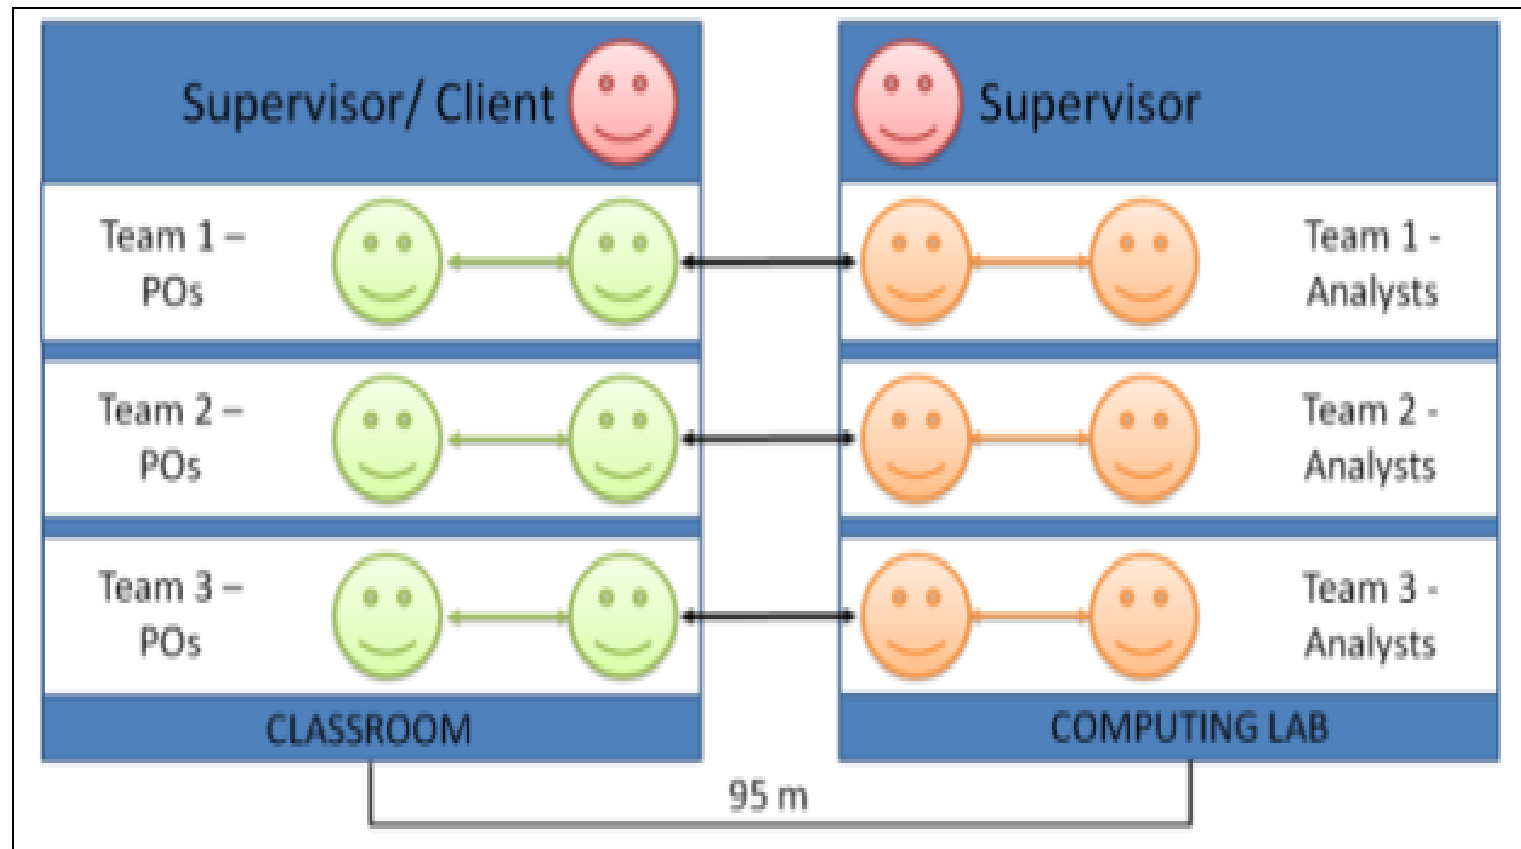 Supervisor/ Client
Supervisor
Team 1 –
POs
Team 1 -
Analysts
Team 2 –
POs
Team 2 -
Analysts
Team 3 –
POs
Team 3 -
Analysts
CLASSROOM
COMPUTING LAB
95 m